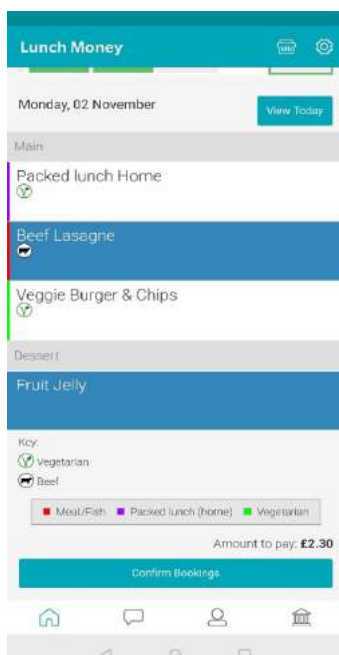 Lunch Money
Monday, 02 November
View Today
Main
Packed lunch Home
Beef Lasagne
Veggie Burger & Chips
Dessert
Fruit Jelly
Key:
Vegetarian
Beef
Meat/Fish Packed lunch (home) Vegetarian
Amount to pay: £2.30
Confirm Bookings